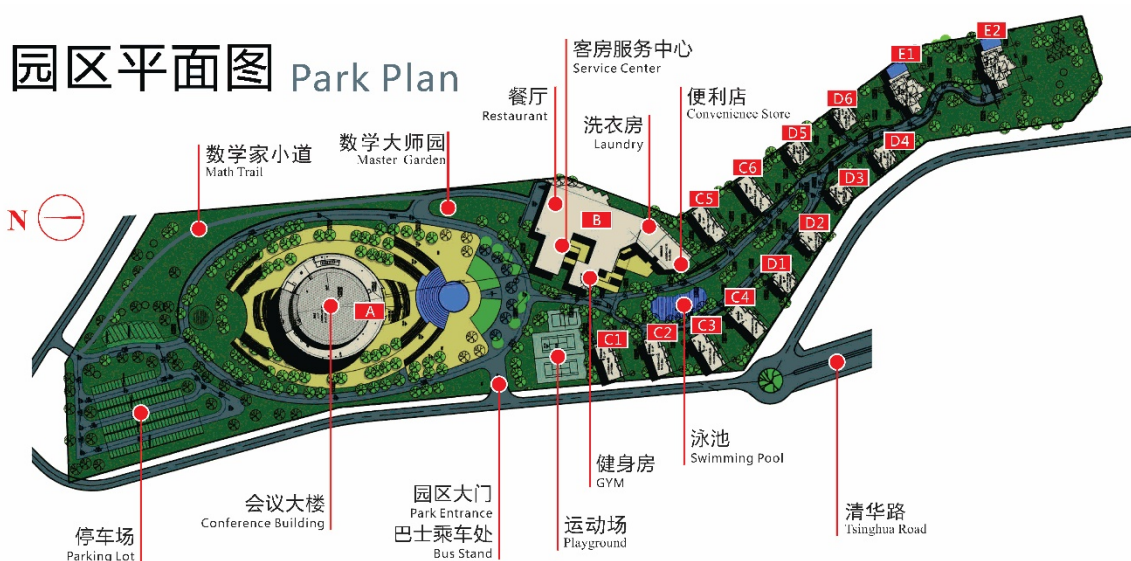 园区平面图 Park Plan
客房服务中心
Service Center
餐厅
Restaurant
便利店
Convenience Store
洗衣房
Laundry
数学大师园
Master Garden
数学家小道
Math Trail
N
E2
E1
D6
D5
D4
C6
D3
C5
B
D2
D1
A
C4
C1
C2
C3
泳池
Swimming Pool
健身房
GYM
园区大门
Park Entrance
巴士乘车处
Bus Stand
会议大楼
Conference Building
运动场
Playground
清华路
Tsinghua Road
停车场
Parking Lot